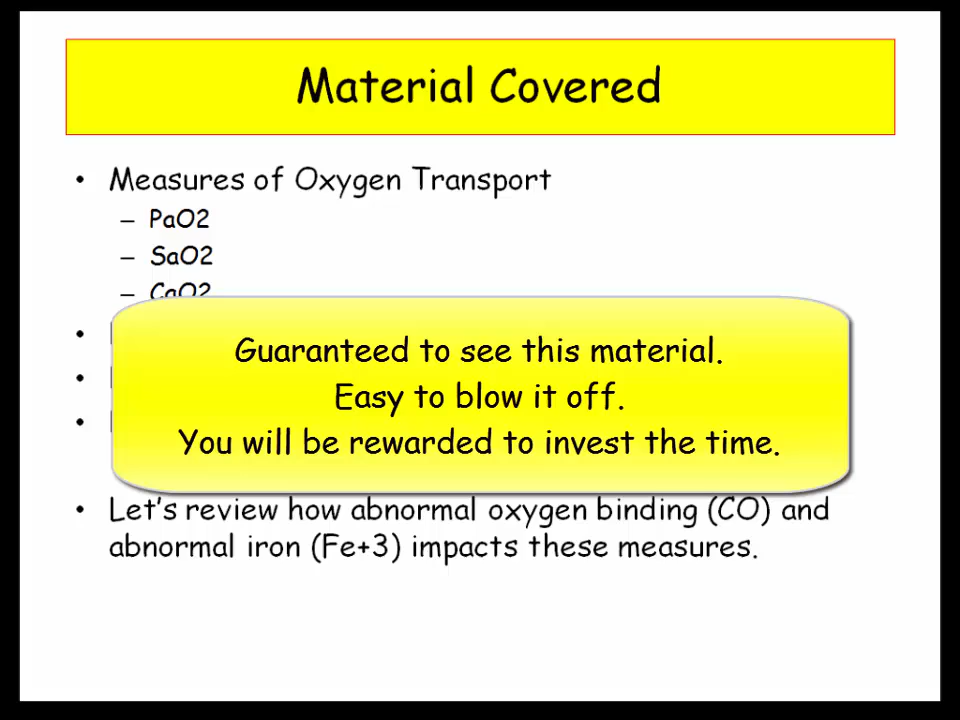 Material Covered
• Measures of Oxygen Transport
– PaO2
– SaO2
– CaO2
Guaranteed to see this material.
Easy to blow it off.
You will be rewarded to invest the time.
• Let's review how abnormal oxygen binding (CO) and
abnormal iron (Fe+3) impacts these measures.